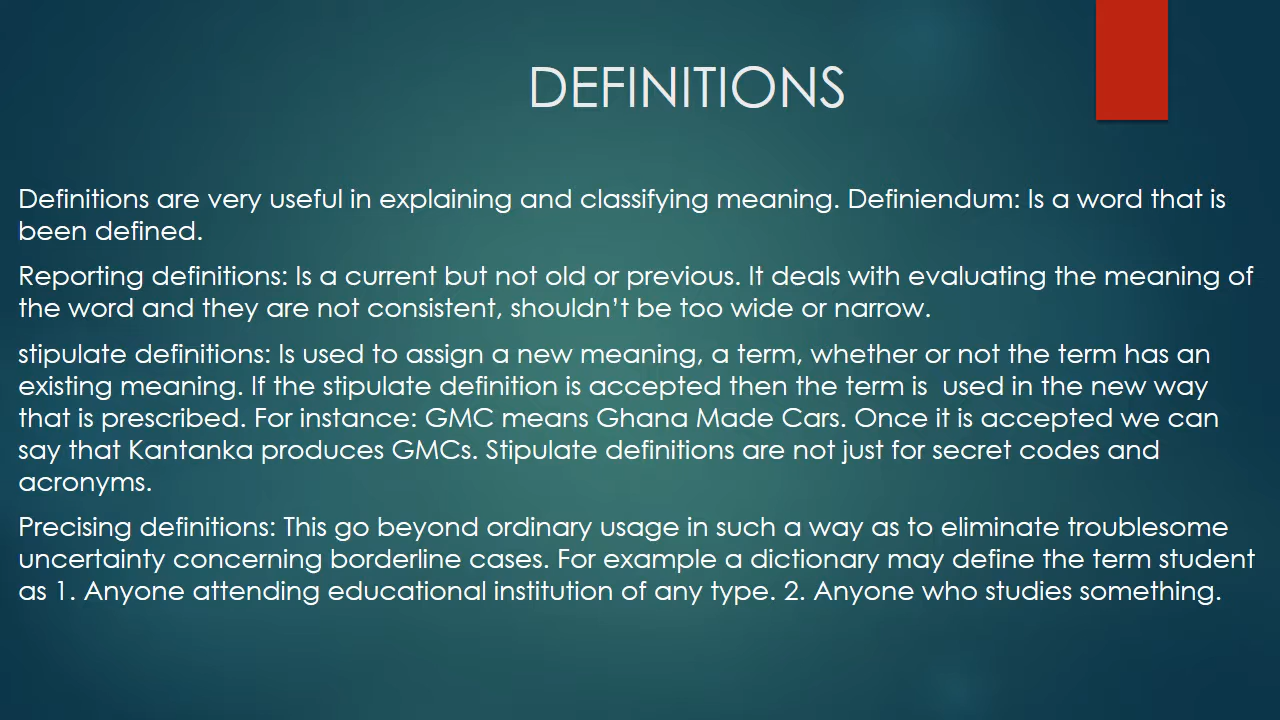 DEFINITIONS
Definitions are very useful in explaining and classifying meaning. Definiendum: Is a word that is
been defined.
Reporting definitions: Is a current but not old or previous. It deals with evaluating the meaning of
the word and they are not consistent, shouldn’t be too wide or narrow.
stipulate definitions: Is used to assign a new meaning, a term, whether or not the term has an
existing meaning. If the stipulate definition is accepted then the term is  used in the new way
that is prescribed. For instance: GMC means Ghana Made Cars. Once it is accepted we can
say that Kantanka produces GMCs. Stipulate definitions are not just for secret codes and
acronyms.
Precising definitions: This go beyond ordinary usage in such a way as to eliminate troublesome
uncertainty concerning borderline cases. For example a dictionary may define the term student
as 1. Anyone attending educational institution of any type. 2. Anyone who studies something.